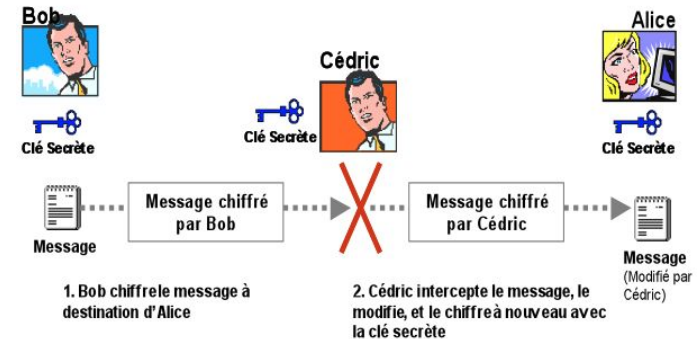 Bob
Cédric
Alice
Clé Secrète
Clé Secrète
Clé Secrète
Message chiffré
par Bob
Message chiffré
par Cédric
Message
Message
(Modifié par
Cédric)
1. Bob chiffrele message à
destination d'Alice
2. Cédric intercepte le message, le
modifie, et le chiffre à nouveau avec
la clé secrète